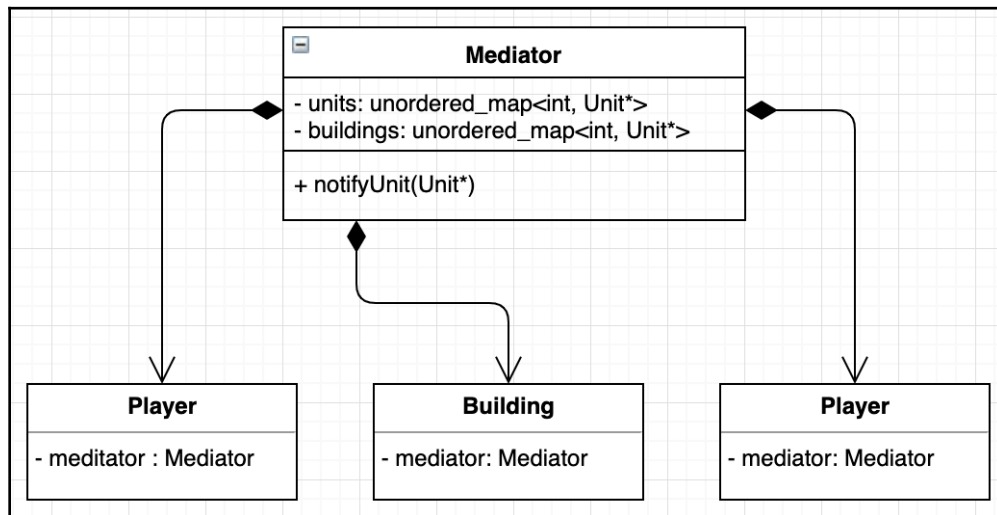 Mediator
- units: unordered_map<int, Unit*>
- buildings: unordered_map<int, Unit*>
+ notifyUnit(Unit*)
Player
- meditator : Mediator
Building
- mediator: Mediator
Player
- mediator: Mediator